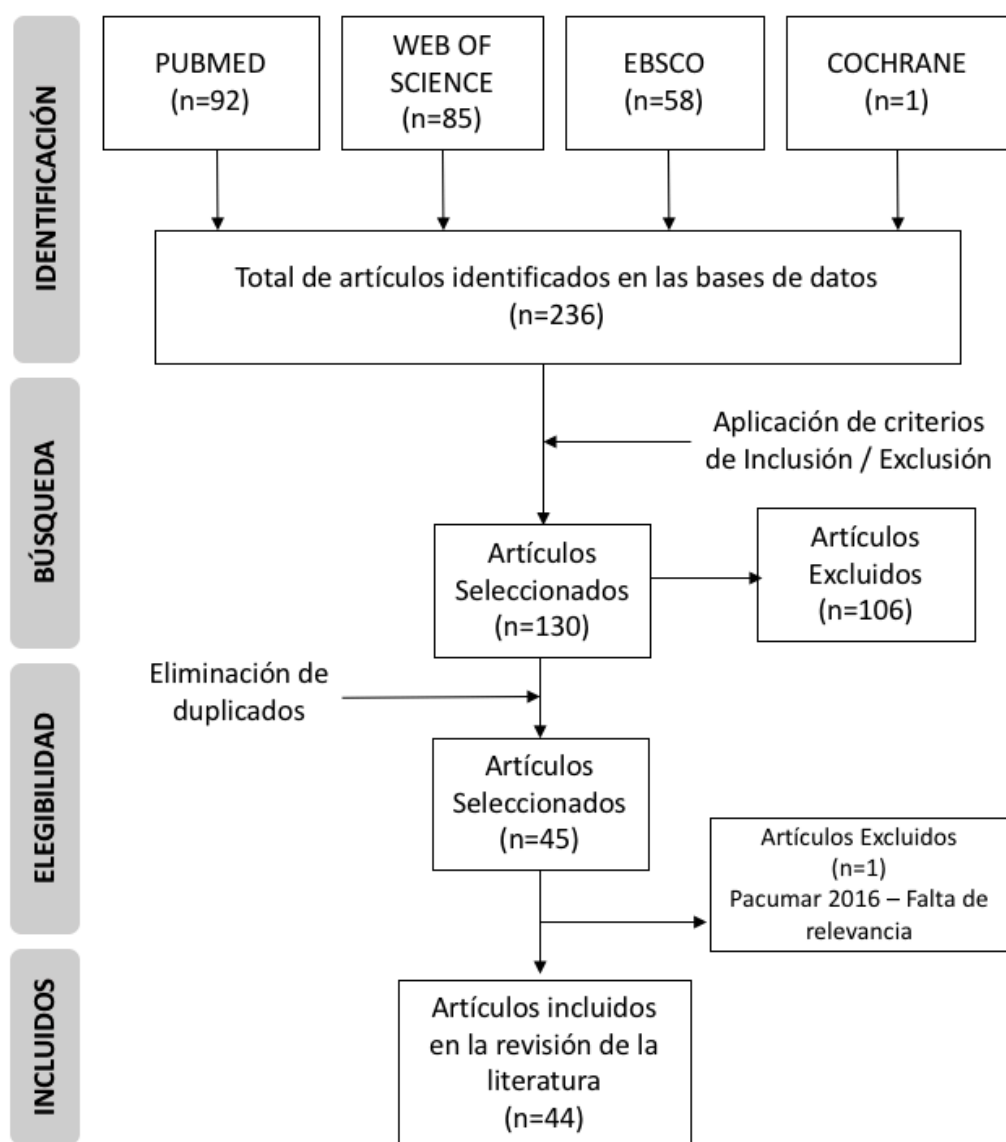 IDENTIFICACIÓN
PUBMED
(n=92)
WEB OF
SCIENCE
(n=85)
EBSCO
(n=58)
COCHRANE
(n=1)
Total de artículos identificados en las bases de datos
(n=236)
BÚSQUEDA
Aplicación de criterios
de Inclusión / Exclusión
Artículos
Seleccionados
(n=130)
Artículos
Excluidos
(n=106)
ELEGIBILIDAD
Eliminación de
duplicados
Artículos
Seleccionados
(n=45)
Artículos Excluidos
(n=1)
Pacumar 2016 – Falta de
relevancia
INCLUIDOS
Artículos incluidos
en la revisión de la
literatura
(n=44)